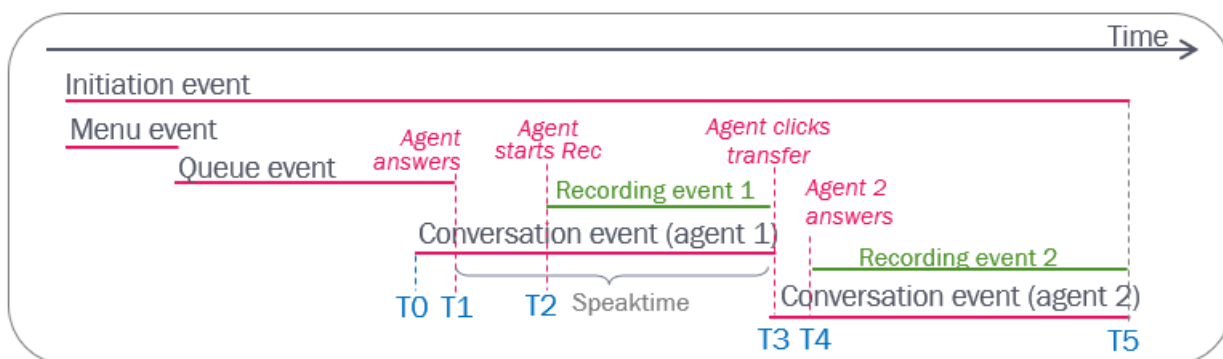 Time
Initiation event
Menu event
Queue event
Agent
answers
Agent
starts Rec
Agent clicks
transfer
Recording event 1
Agent 2
answers
Conversation event (agent 1)
Recording event 2
T0
T1
T2
Speaktime
Conversation event (agent 2)
T3
T4
T5